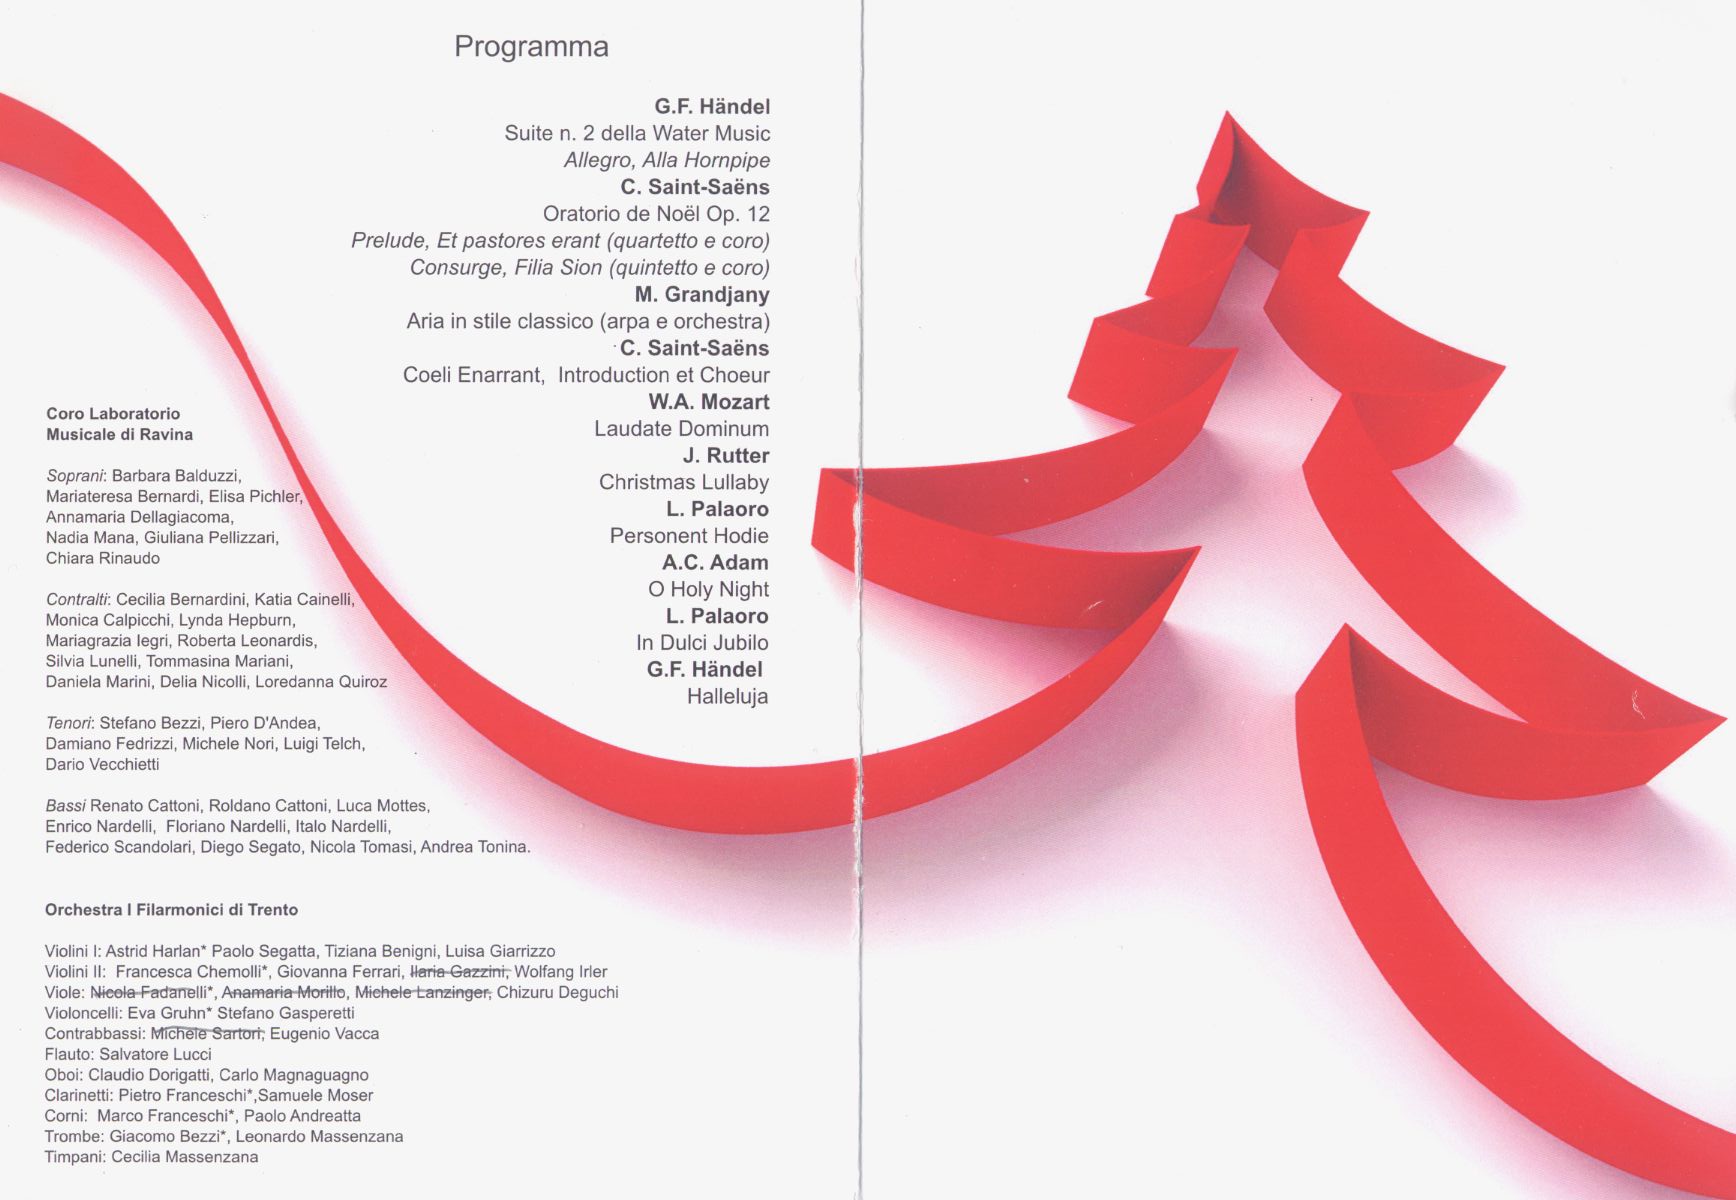 Programma
G.F. Händel
Suite n. 2 della Water Music
Allegro, Alla Hornpipe
C. Saint-Saëns
Oratorio de Noël Op. 12
Prelude, Et pastores erant (quartetto e coro)
Consurge, Filia Sion (quintetto e coro)
M. Grandjany
Aria in stile classico (arpa e orchestra)
C. Saint-Saëns
Coeli Enarrant, Introduction et Choeur
W.A. Mozart
Laudate Dominum
J. Rutter
Christmas Lullaby
L. Palaoro
Personent Hodie
A.C. Adam
O Holy Night
L. Palaoro
In Dulci Jubilo
G.F. Händel
Halleluja
Coro Laboratorio
Musicale di Ravina
Soprani: Barbara Balduzzi,
Mariateresa Bernardi, Elisa Pichler,
Annamaria Dellagiacoma,
Nadia Mana, Giuliana Pellizzari,
Chiara Rinaudo
Contralti: Cecilia Bernardini, Katia Cainelli,
Monica Calpicchi, Lynda Hepburn,
Mariagrazia Iegri, Roberta Leonardis,
Silvia Lunelli, Tommasina Mariani,
Daniela Marini, Delia Nicolli, Loredanna Quiroz
Tenori: Stefano Bezzi, Piero D'Andea,
Damiano Fedrizzi, Michele Nori, Luigi Telch,
Dario Vecchietti
Bassi Renato Cattoni, Roldano Cattoni, Luca Mottes,
Enrico Nardelli, Floriano Nardelli, Italo Nardelli,
Federico Scandolari, Diego Segato, Nicola Tomasi, Andrea Tonina.
Orchestra I Filarmonici di Trento
Violini I: Astrid Harlan* Paolo Segatta, Tiziana Benigni, Luisa Giarrizzo
Violini II: Francesca Chemolli*, Giovanna Ferrari, Ilaria Gazzini, Wolfang Irler
Viole: Nicola Fadanelli*, Anamaria Morillo, Michele Lanzinger, Chizuru Deguchi
Violoncelli: Eva Gruhn* Stefano Gasperetti
Contrabbassi: Michele Sartori, Eugenio Vacca
Flauto: Salvatore Lucci
Oboi: Claudio Dorigatti, Carlo Magnaguagno
Clarinetti: Pietro Franceschi*,Samuele Moser
Corni: Marco Franceschi*, Paolo Andreatta
Trombe: Giacomo Bezzi*, Leonardo Massenzana
Timpani: Cecilia Massenzana